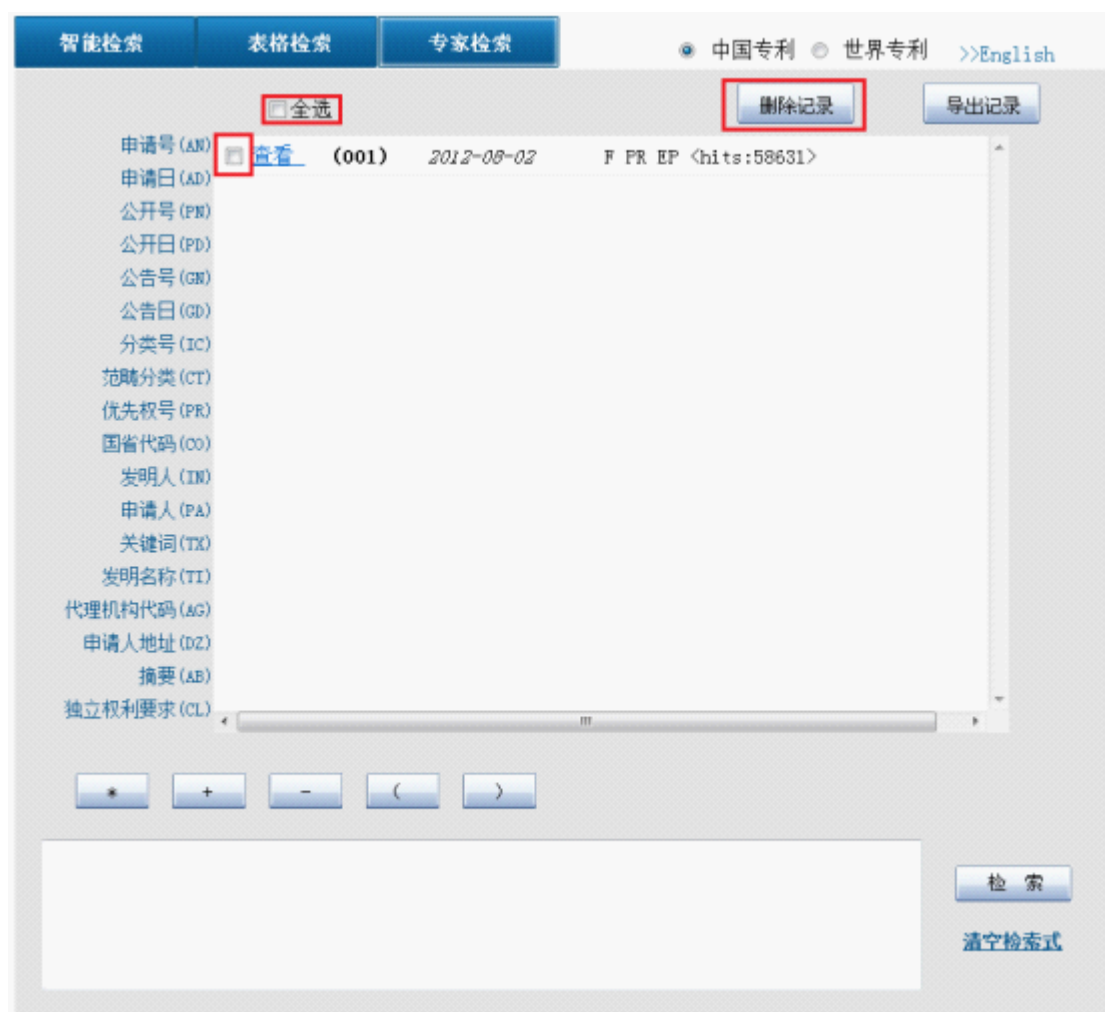 智能检索 表格检索 专家检索 中国专利 世界专利 >>English
全选 删除记录 导出记录
申请号(AN) 查看 (001) 2012-08-02 F PR EP <hits:58631>
申请日(AD)
公开号(PN)
公开日(PD)
公告号(GN)
公告日(GD)
分类号(IC)
范畴分类(CT)
优先权号(PR)
国省代码(CO)
发明人(IN)
申请人(PA)
关键词(TX)
发明名称(TI)
代理机构代码(AG)
申请人地址(DZ)
摘要(AB)
独立权利要求(CL)
* + - ( )
检 索
清空检索式